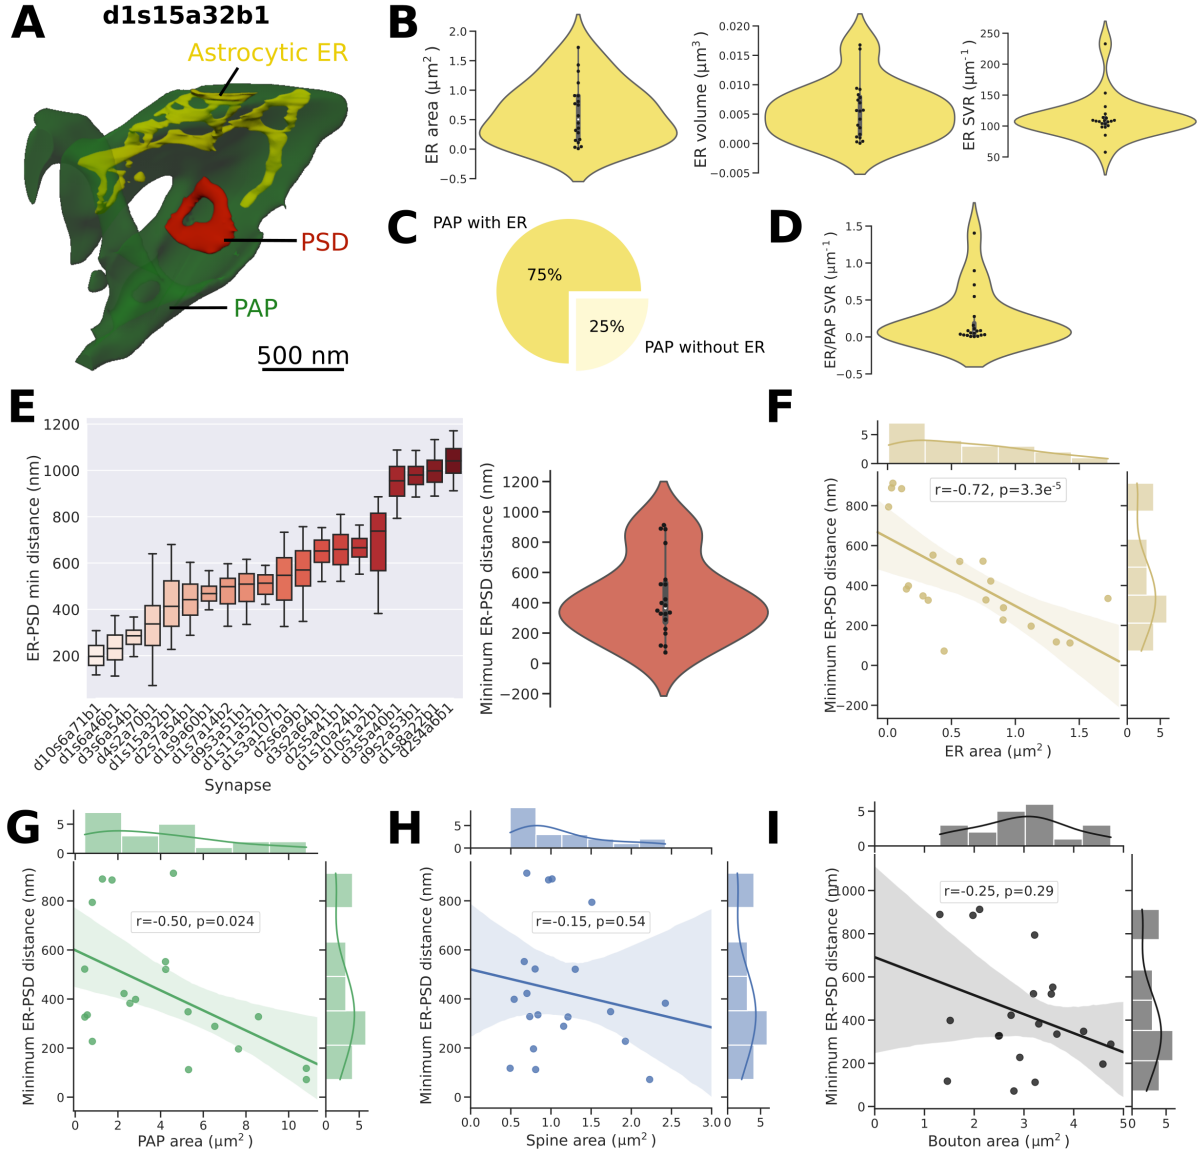 A
d1s15a32b1
Astrocytic ER
PSD
PAP
500 nm
B
ER area (μm²)
2.0
1.5
1.0
0.5
0.0
−0.5
ER volume (μm³)
0.020
0.015
0.010
0.005
0.000
−0.005
ER SVR (μm⁻¹)
250
200
150
100
50
C
PAP with ER
75%
25%
PAP without ER
D
ER/PAP SVR (μm⁻¹)
1.5
1.0
0.5
0.0
−0.5
E
ER-PSD min distance (nm)
1200
1000
800
600
400
200
d10s6a71b1
d1s6a46b1
d3s6a54b1
d4s2a70b1
d1s15a32b1
d2s7a54b1
d1s9a60b1
d1s7a14b2
d9s3a51b1
d1s11a52b1
d1s3a107b1
d2s6a9b1
d3s2a64b1
d2s5a41b1
d1s10a24b1
d10s1a2b1
d3s5a40b1
d9s2a53b1
d1s8a22b1
d2s4a6b1
Synapse
Minimum ER-PSD distance (nm)
1200
1000
800
600
400
200
0
−200
F
5
0
r=-0.72, p=3.3e⁻⁵
Minimum ER-PSD distance (nm)
800
600
400
200
0
−200
0.0 0.5 1.0 1.5
0 5
ER area (μm²)
G
5
0
r=-0.50, p=0.024
Minimum ER-PSD distance (nm)
800
600
400
200
0
0 2 4 6 8 10
0 5
PAP area (μm²)
H
5
0
r=-0.15, p=0.54
Minimum ER-PSD distance (nm)
800
600
400
200
0
0.0 0.5 1.0 1.5 2.0 2.5 3.0
0 5
Spine area (μm²)
I
5
0
r=-0.25, p=0.29
Minimum ER-PSD distance (nm)
1000
800
600
400
200
0
0 1 2 3 4 5
0 5
Bouton area (μm²)